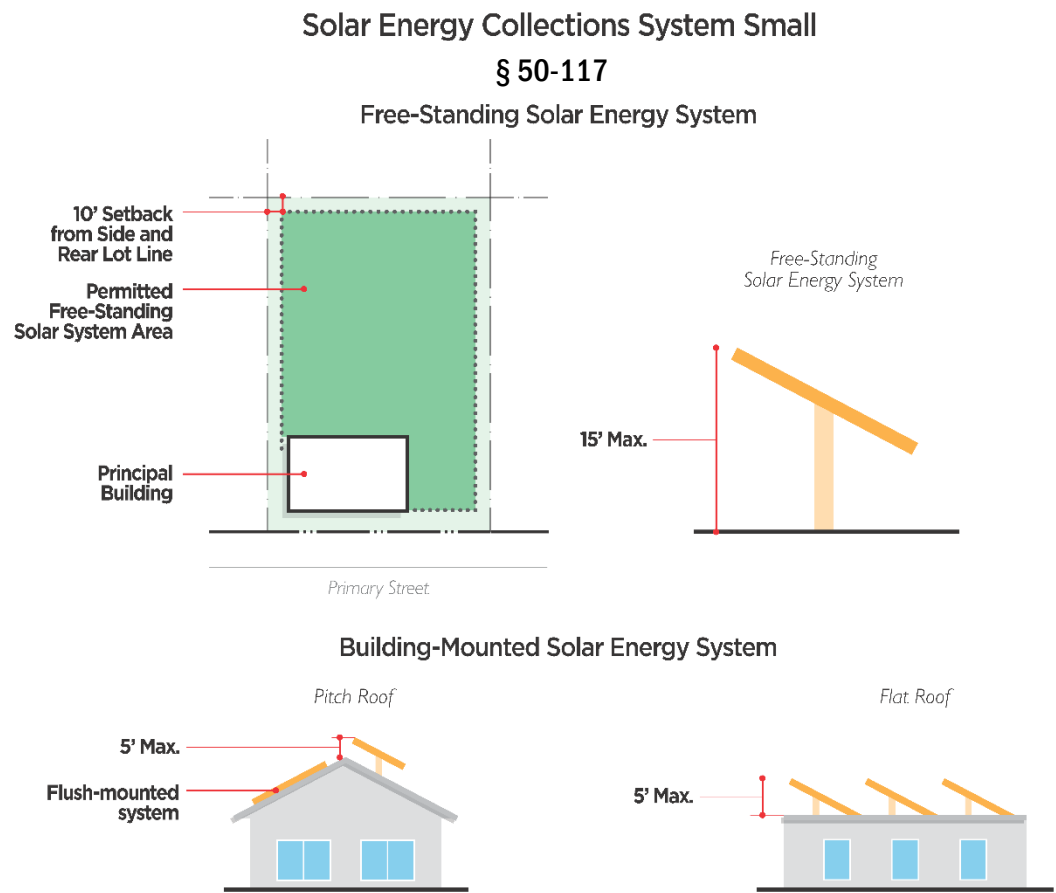 Solar Energy Collections System Small
§ 50-117
Free-Standing Solar Energy System
10’ Setback
from Side and
Rear Lot Line
Permitted
Free-Standing
Solar System Area
Principal
Building
Primary Street
Free-Standing
Solar Energy System
15’ Max.
Building-Mounted Solar Energy System
Pitch Roof
5’ Max.
Flush-mounted
system
Flat Roof
5’ Max.